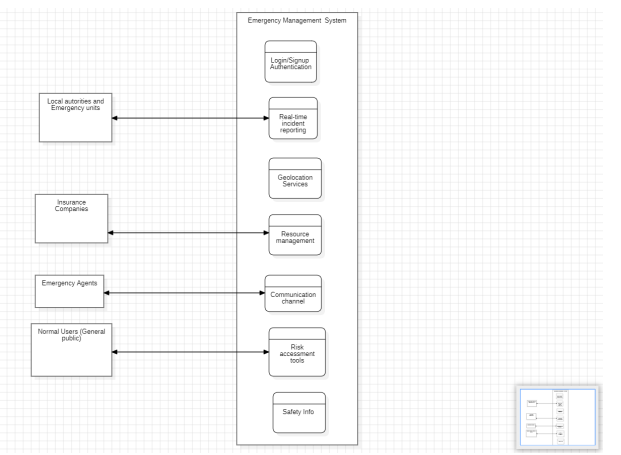 Emergency Management System
Login/Signup
Authentication
Local autorities and
Emergency units
Real-time
incident
reporting
Geolocation
Services
Insurance
Companies
Resource
management
Emergency Agents
Communication
channel
Normal Users (General
public)
Risk
accessment
tools
Safety Info